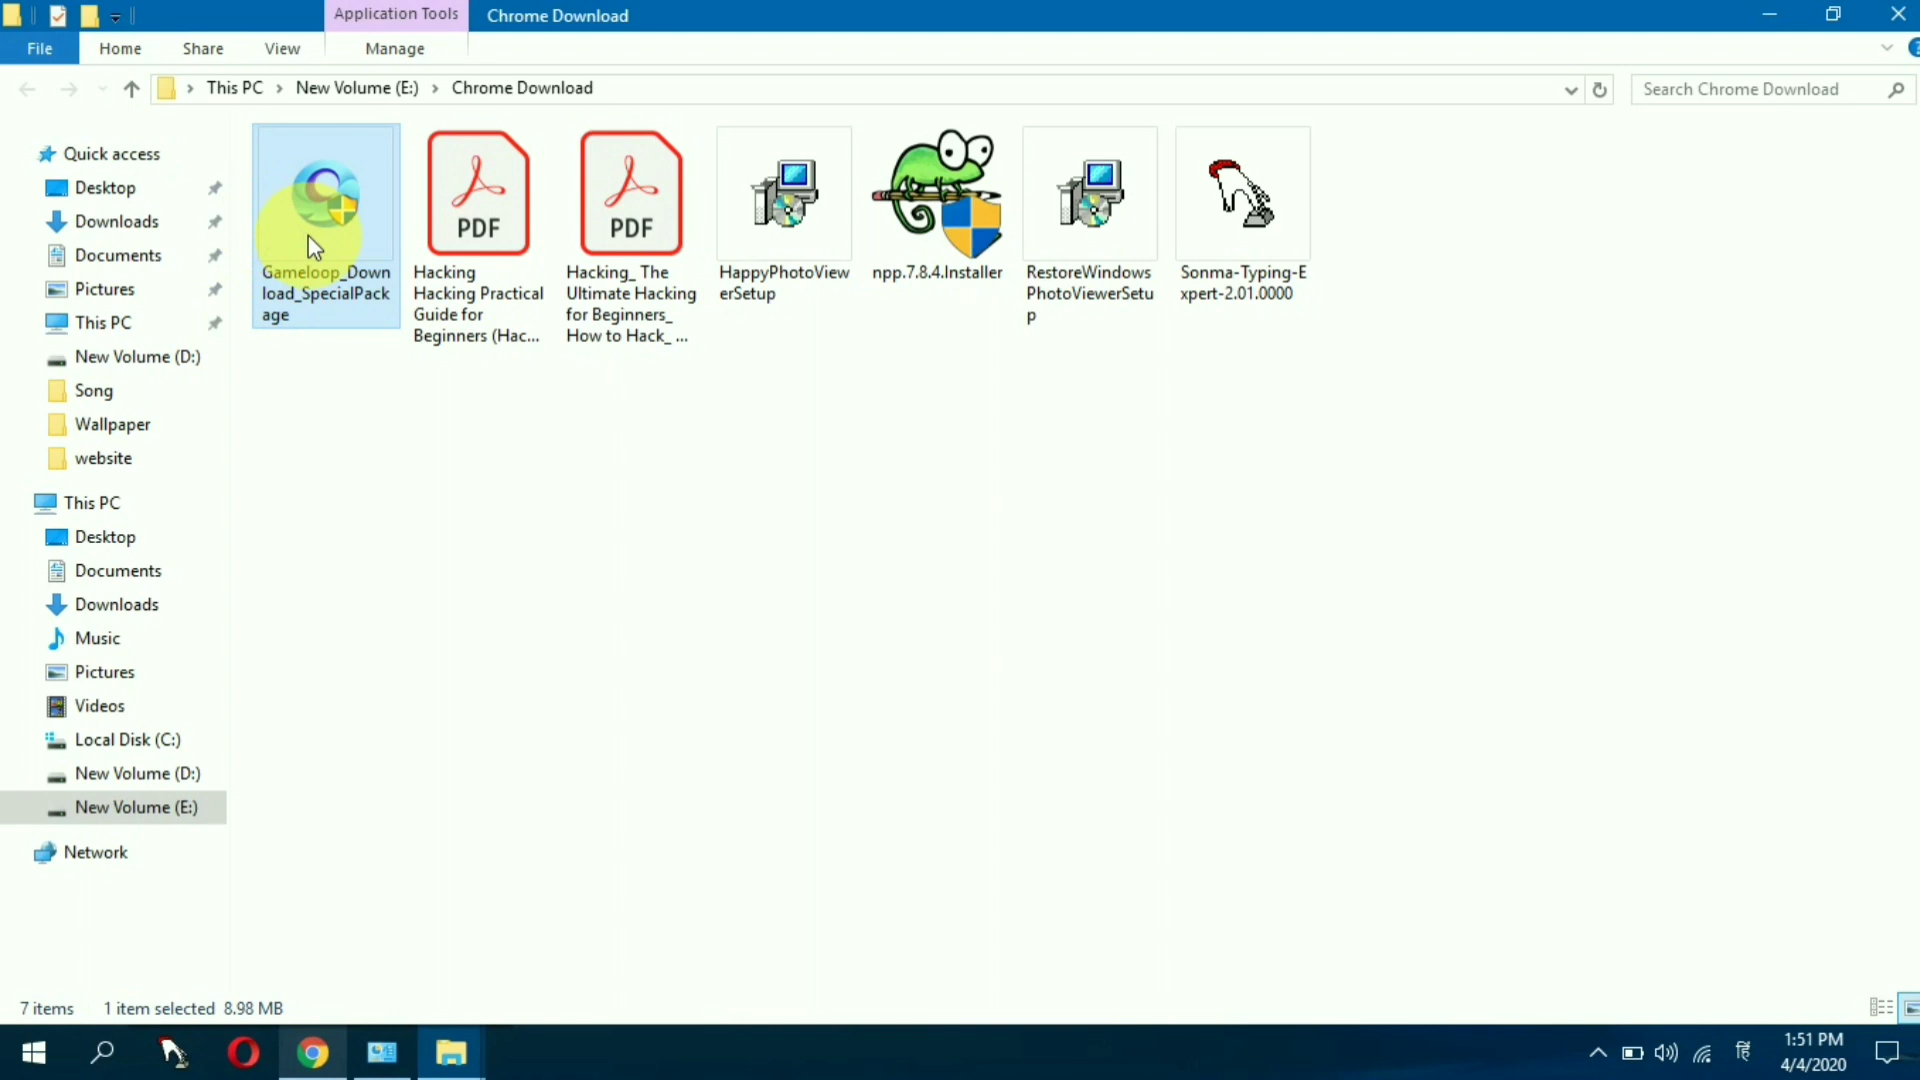 Application Tools
Chrome Download
File
Home
Share
View
Manage
This PC
New Volume (E:)
Chrome Download
Search Chrome Download
Quick access
Desktop
Downloads
Documents
Pictures
This PC
New Volume (D:)
Song
Wallpaper
website
This PC
Desktop
Documents
Downloads
Music
Pictures
Videos
Local Disk (C:)
New Volume (D:)
New Volume (E:)
Network
Gameloop_Down
load_SpecialPack
age
PDF
Hacking
Hacking Practical
Guide for
Beginners (Hac...
PDF
Hacking_ The
Ultimate Hacking
for Beginners_
How to Hack_ ...
HappyPhotoView
erSetup
npp.7.8.4.Installer
RestoreWindows
PhotoViewerSetu
p
Sonma-Typing-E
xpert-2.01.0000
7 items
1 item selected 8.98 MB
हिं
1:51 PM
4/4/2020